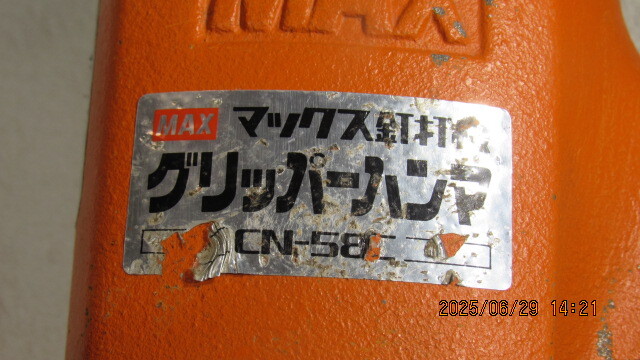 MAX
MAX マックス釘打機
グリッパーハンマ
CN-58
2025/06/29 14:21